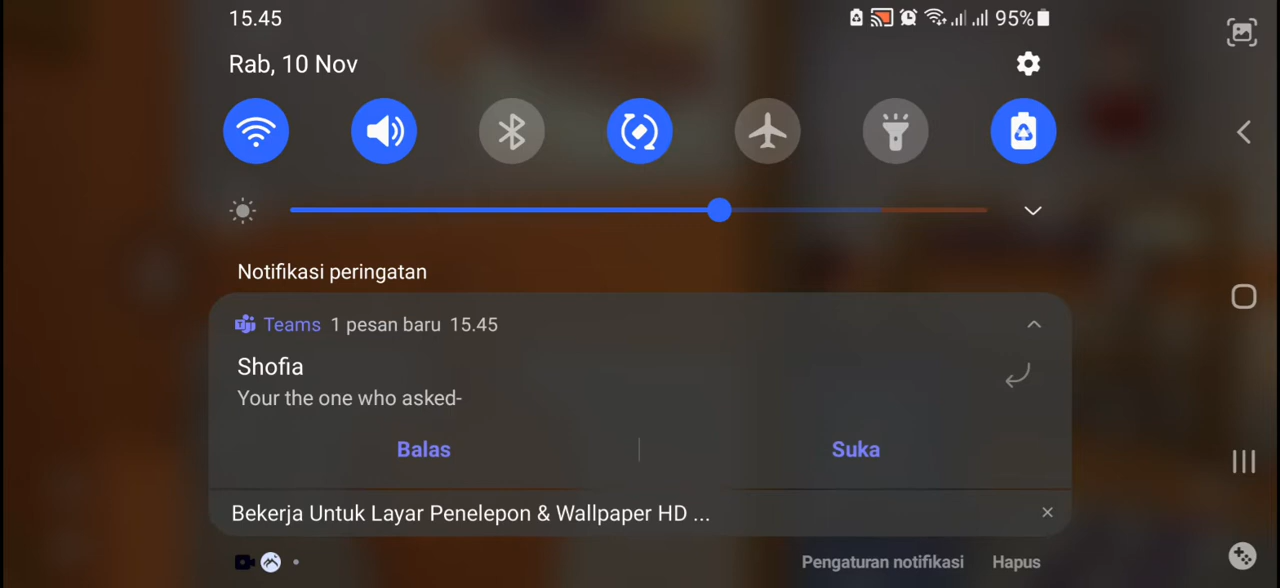 15.45
95%
Rab, 10 Nov
Notifikasi peringatan
Teams 1 pesan baru 15.45
Shofia
Your the one who asked-
Balas
Suka
Bekerja Untuk Layar Penelepon & Wallpaper HD ...
Pengaturan notifikasi Hapus